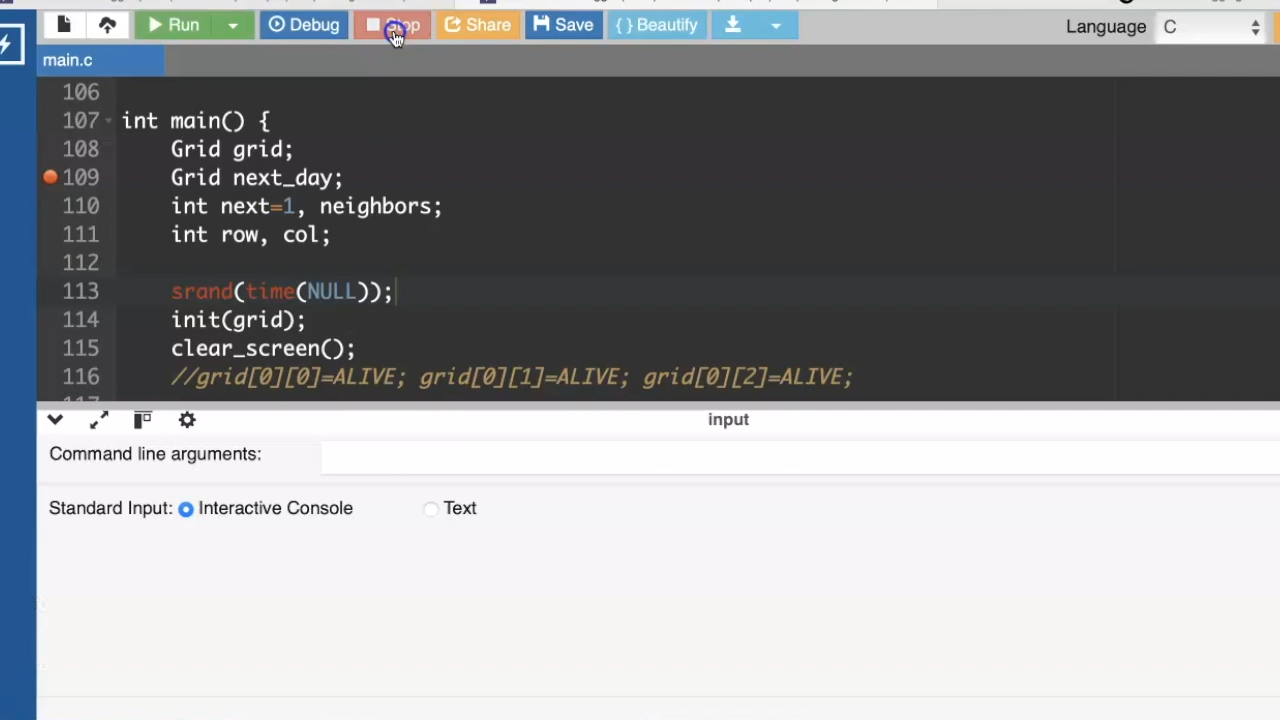 Run Debug Stop Share Save { } Beautify Language C
main.c
106
107 int main() {
108 Grid grid;
109 Grid next_day;
110 int next=1, neighbors;
111 int row, col;
112
113 srand(time(NULL));
114 init(grid);
115 clear_screen();
116 //grid[0][0]=ALIVE; grid[0][1]=ALIVE; grid[0][2]=ALIVE;
input
Command line arguments:
Standard Input: Interactive Console Text